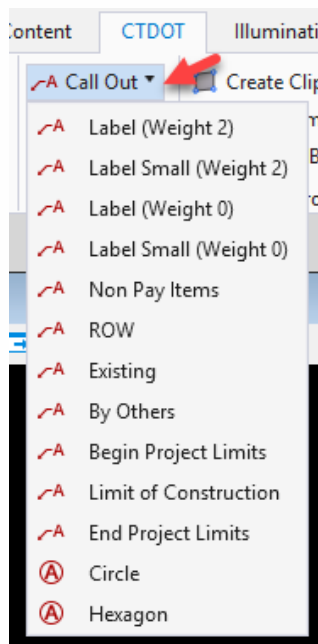 Content CTDOT Illuminati
Call Out Create Clip
Label (Weight 2)
Label Small (Weight 2)
Label (Weight 0)
Label Small (Weight 0)
Non Pay Items
ROW
Existing
By Others
Begin Project Limits
Limit of Construction
End Project Limits
Circle
Hexagon